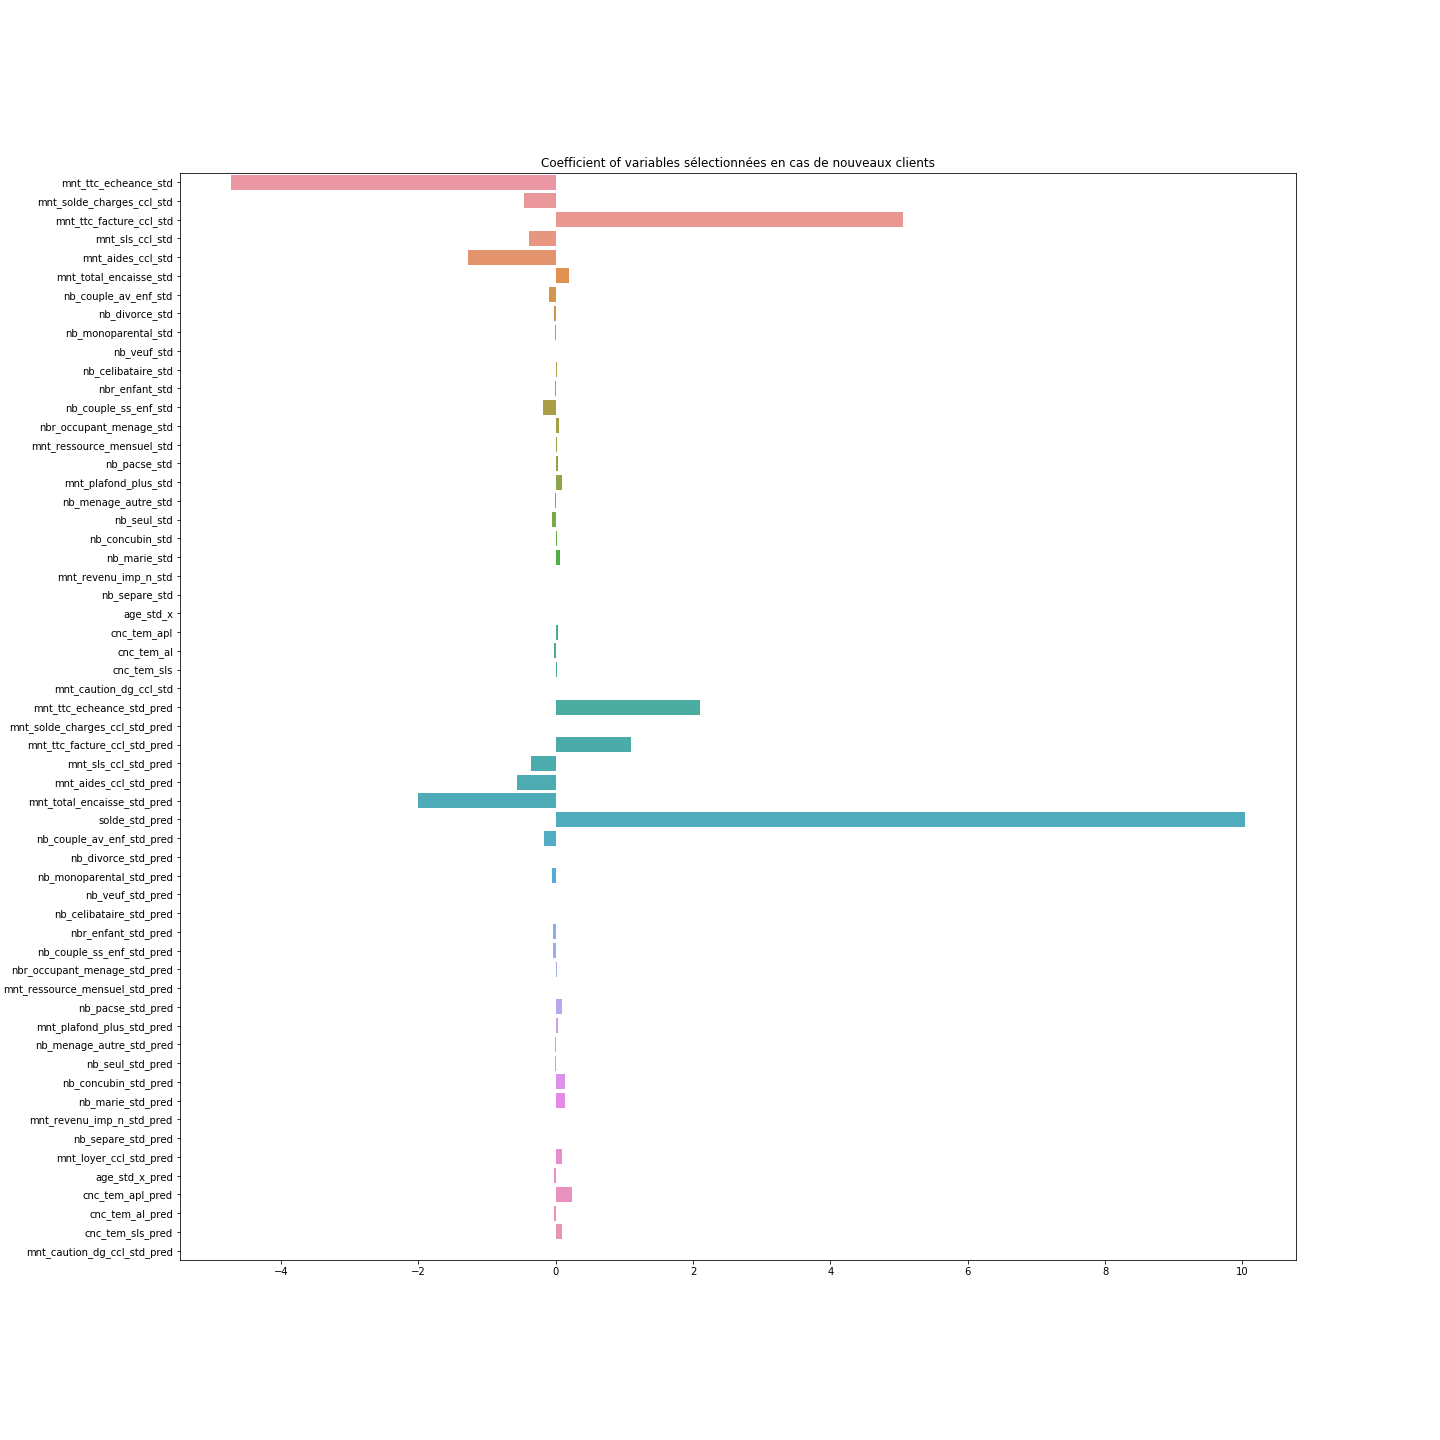 Coefficient of variables sélectionnées en cas de nouveaux clients
mnt_ttc_echeance_std
mnt_solde_charges_ccl_std
mnt_ttc_facture_ccl_std
mnt_sls_ccl_std
mnt_aides_ccl_std
mnt_total_encaisse_std
nb_couple_av_enf_std
nb_divorce_std
nb_monoparental_std
nb_veuf_std
nb_celibataire_std
nbr_enfant_std
nb_couple_ss_enf_std
nbr_occupant_menage_std
mnt_ressource_mensuel_std
nb_pacse_std
mnt_plafond_plus_std
nb_menage_autre_std
nb_seul_std
nb_concubin_std
nb_marie_std
mnt_revenu_imp_n_std
nb_separe_std
age_std_x
cnc_tem_apl
cnc_tem_al
cnc_tem_sls
mnt_caution_dg_ccl_std
mnt_ttc_echeance_std_pred
mnt_solde_charges_ccl_std_pred
mnt_ttc_facture_ccl_std_pred
mnt_sls_ccl_std_pred
mnt_aides_ccl_std_pred
mnt_total_encaisse_std_pred
solde_std_pred
nb_couple_av_enf_std_pred
nb_divorce_std_pred
nb_monoparental_std_pred
nb_veuf_std_pred
nb_celibataire_std_pred
nbr_enfant_std_pred
nb_couple_ss_enf_std_pred
nbr_occupant_menage_std_pred
mnt_ressource_mensuel_std_pred
nb_pacse_std_pred
mnt_plafond_plus_std_pred
nb_menage_autre_std_pred
nb_seul_std_pred
nb_concubin_std_pred
nb_marie_std_pred
mnt_revenu_imp_n_std_pred
nb_separe_std_pred
mnt_loyer_ccl_std_pred
age_std_x_pred
cnc_tem_apl_pred
cnc_tem_al_pred
cnc_tem_sls_pred
mnt_caution_dg_ccl_std_pred
−4 −2 0 2 4 6 8 10